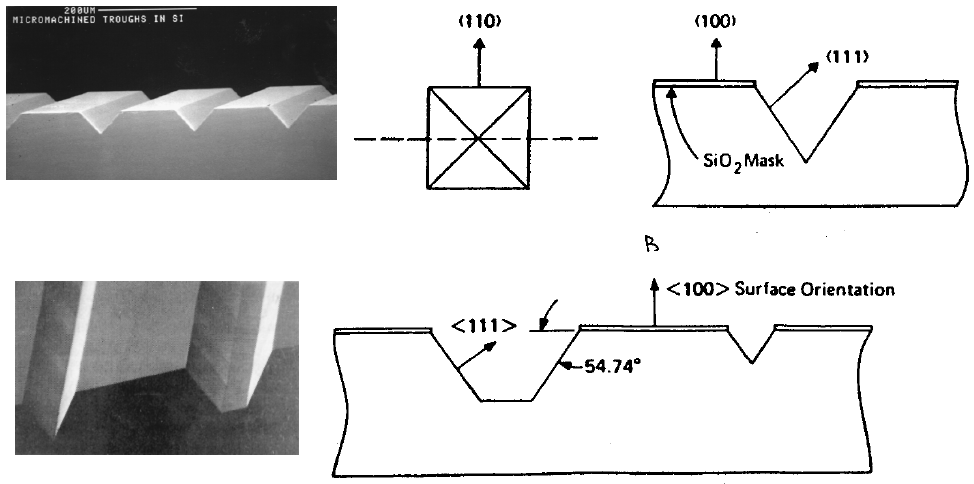 200UM
MICROMACHINED TROUGHS IN SI
⟨110⟩
⟨100⟩
⟨111⟩
SiO2 Mask
B
<100> Surface Orientation
<111>
54.74°